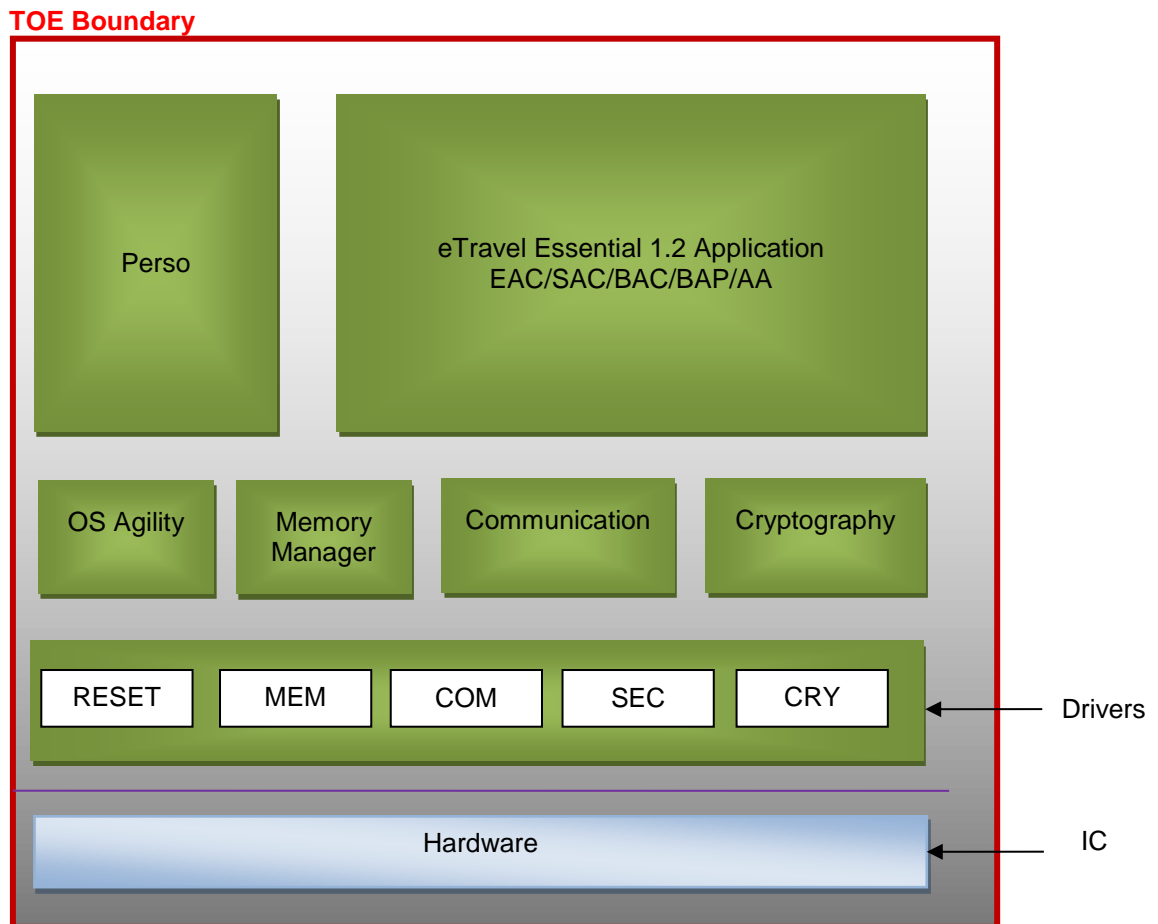 TOE Boundary
Perso
eTravel Essential 1.2 Application
EAC/SAC/BAC/BAP/AA
OS Agility
Memory
Manager
Communication
Cryptography
RESET
MEM
COM
SEC
CRY
Drivers
Hardware
IC